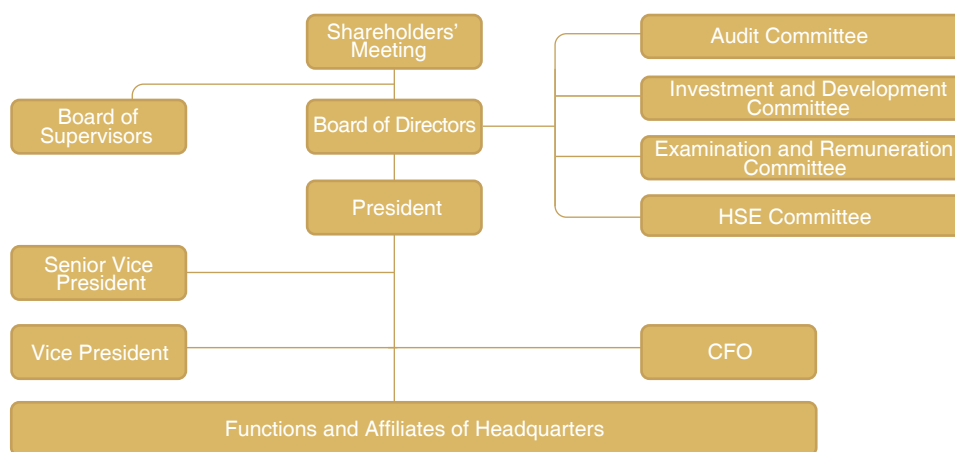 Shareholders’
Meeting
Audit Committee
Board of
Supervisors
Board of Directors
Investment and Development
Committee
Examination and Remuneration
Committee
President
HSE Committee
Senior Vice
President
Vice President
CFO
Functions and Affiliates of Headquarters